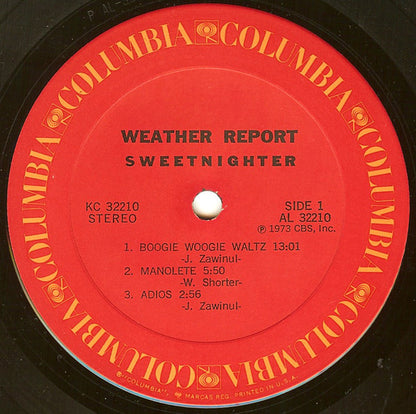 COLUMBIA COLUMBIA COLUMBIA COLUMBIA COLUMBIA COLUMBIA
WEATHER REPORT
SWEETNIGHTER
KC 32210
STEREO
SIDE 1
AL 32210
℗ 1973 CBS, Inc.
1. BOOGIE WOOGIE WALTZ 13:01
-J. Zawinul-
2. MANOLETE 5:50
-W. Shorter-
3. ADIOS 2:56
-J. Zawinul-
"COLUMBIA", MARCAS REG. PRINTED IN U.S.A.